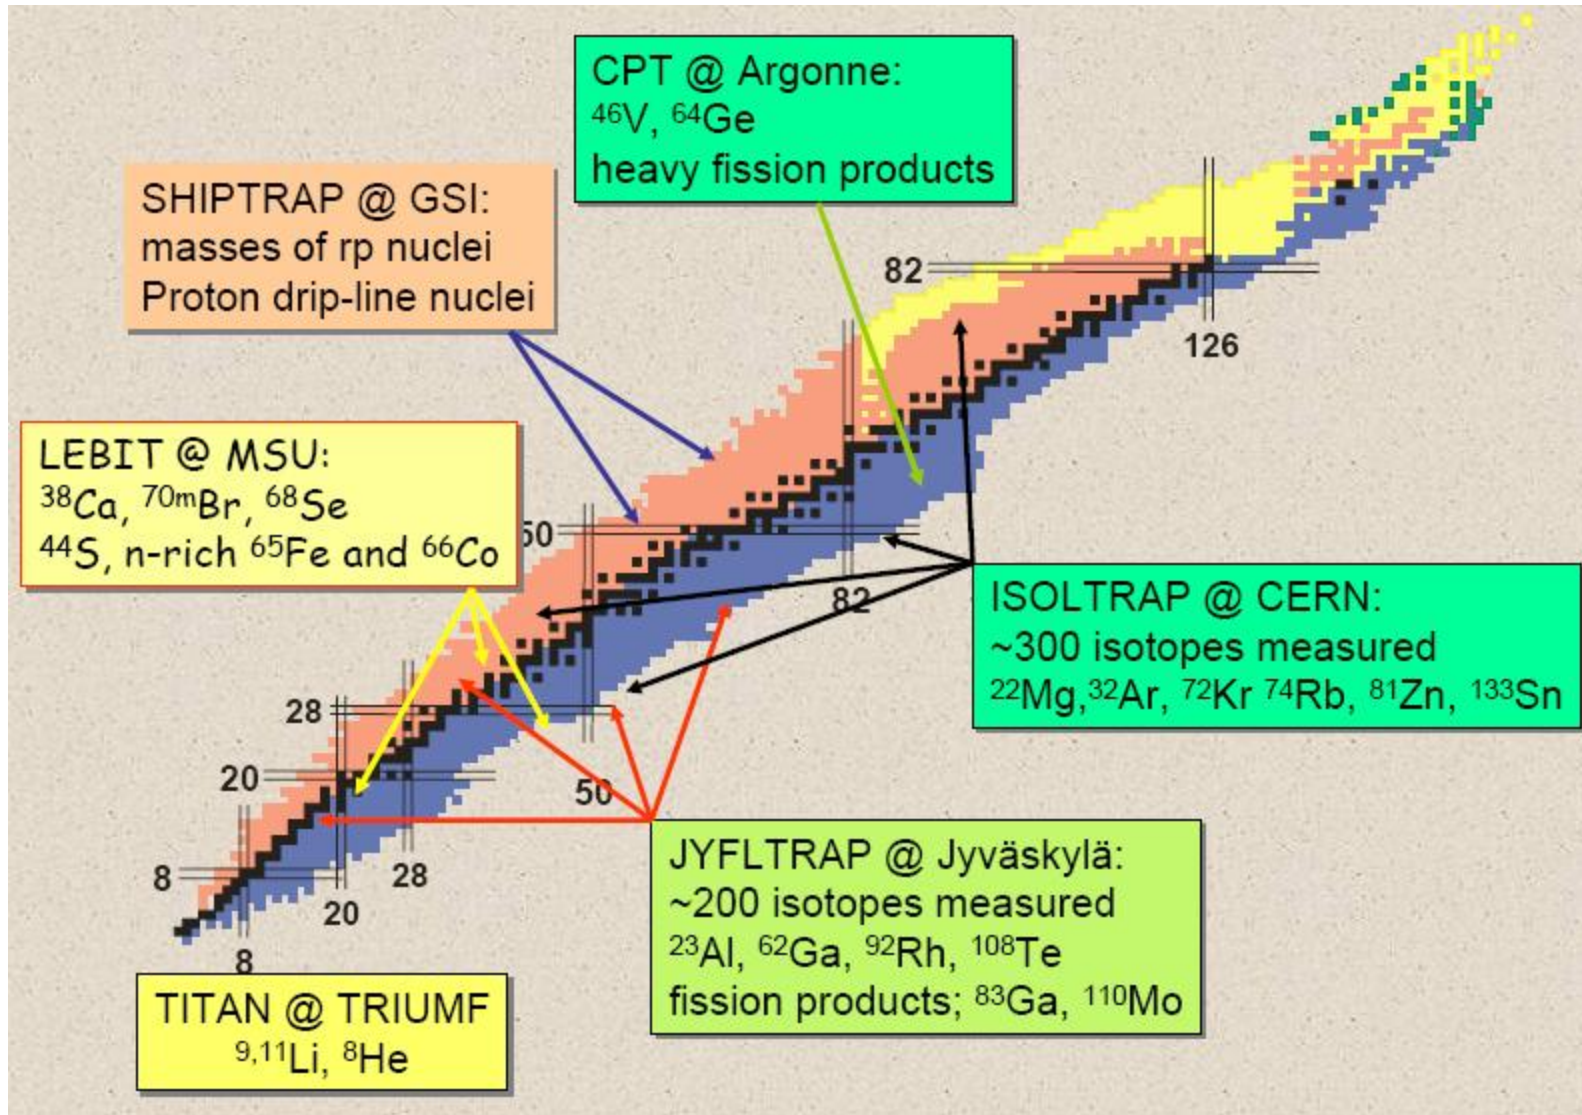 CPT @ Argonne:
⁴⁶V, ⁶⁴Ge
heavy fission products
SHIPTRAP @ GSI:
masses of rp nuclei
Proton drip-line nuclei
82
126
LEBIT @ MSU:
³⁸Ca, ⁷⁰ᵐBr, ⁶⁸Se
⁴⁴S, n-rich ⁶⁵Fe and ⁶⁶Co
50
82
ISOLTRAP @ CERN:
~300 isotopes measured
²²Mg,³²Ar, ⁷²Kr ⁷⁴Rb, ⁸¹Zn, ¹³³Sn
28
20
50
8
28
20
8
JYFLTRAP @ Jyväskylä:
~200 isotopes measured
²³Al, ⁶²Ga, ⁹²Rh, ¹⁰⁸Te
fission products; ⁸³Ga, ¹¹⁰Mo
TITAN @ TRIUMF
⁹,¹¹Li, ⁸He